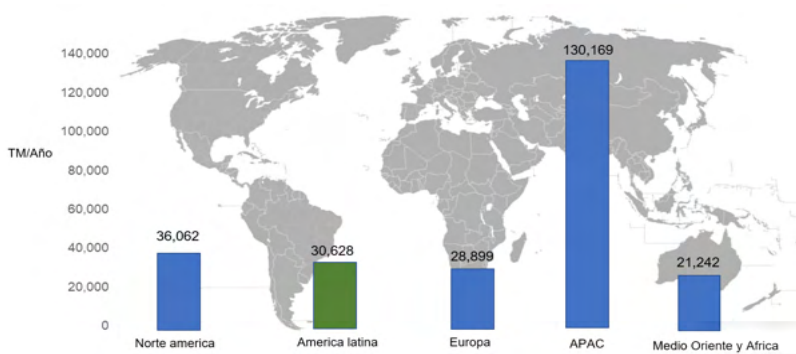 130,169
140,000
120,000
100,000
TM/Año
80,000
60,000
36,062
40,000
30,628
28,899
21,242
20,000
0
Norte america
America latina
Europa
APAC
Medio Oriente y Africa